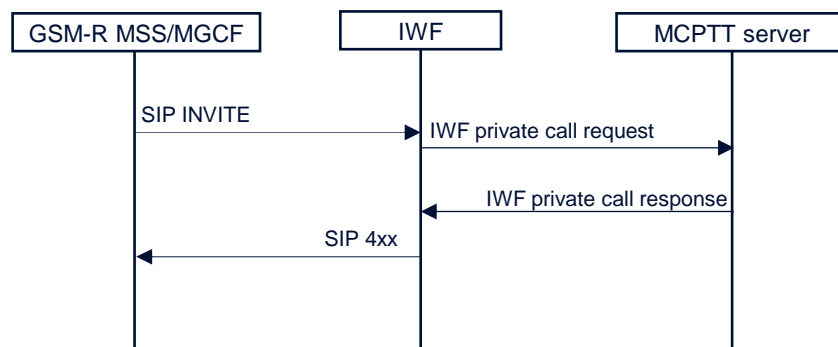 GSM-R MSS/MGCF
IWF
MCPTT server
SIP INVITE
IWF private call request
IWF private call response
SIP 4xx